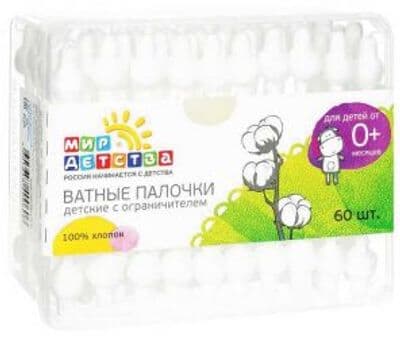 МИР
ДЕТСТВА
РОССИЯ НАЧИНАЕТСЯ С ДЕТСТВА
ВАТНЫЕ ПАЛОЧКИ
детские с ограничителем
100% хлопок
для детей от
0+
месяцев
60 шт.